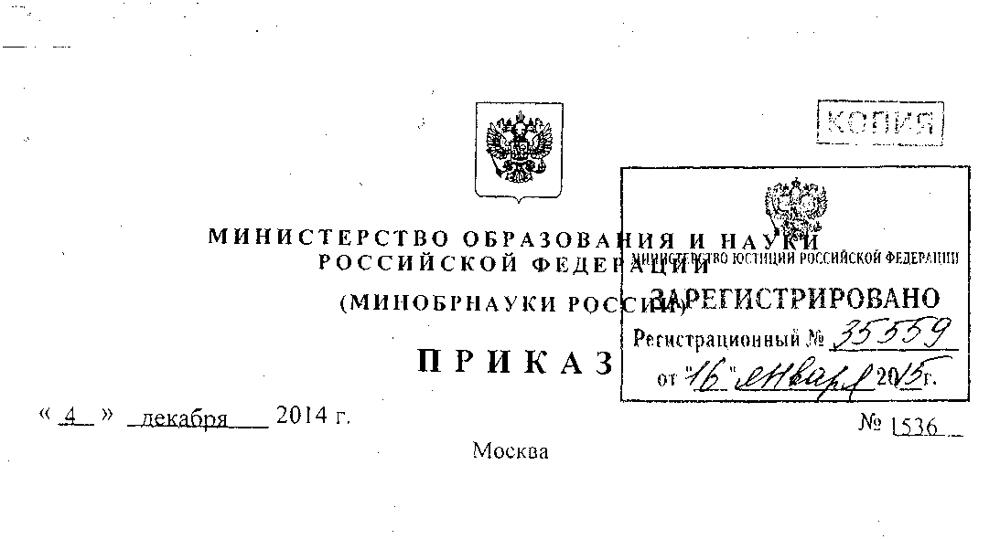 КОПИЯ
МИНИСТЕРСТВО ОБРАЗОВАНИЯ И НАУКИ
РОССИЙСКОЙ ФЕДЕРАЦИИ
(МИНОБРНАУКИ РОССИИ)
ПРИКАЗ
МИНИСТЕРСТВО ЮСТИЦИИ РОССИЙСКОЙ ФЕДЕРАЦИИ
ЗАРЕГИСТРИРОВАНО
Регистрационный № 35559
от "16" января 2015г.
« 4 » декабря 2014 г.
№ 1536
Москва